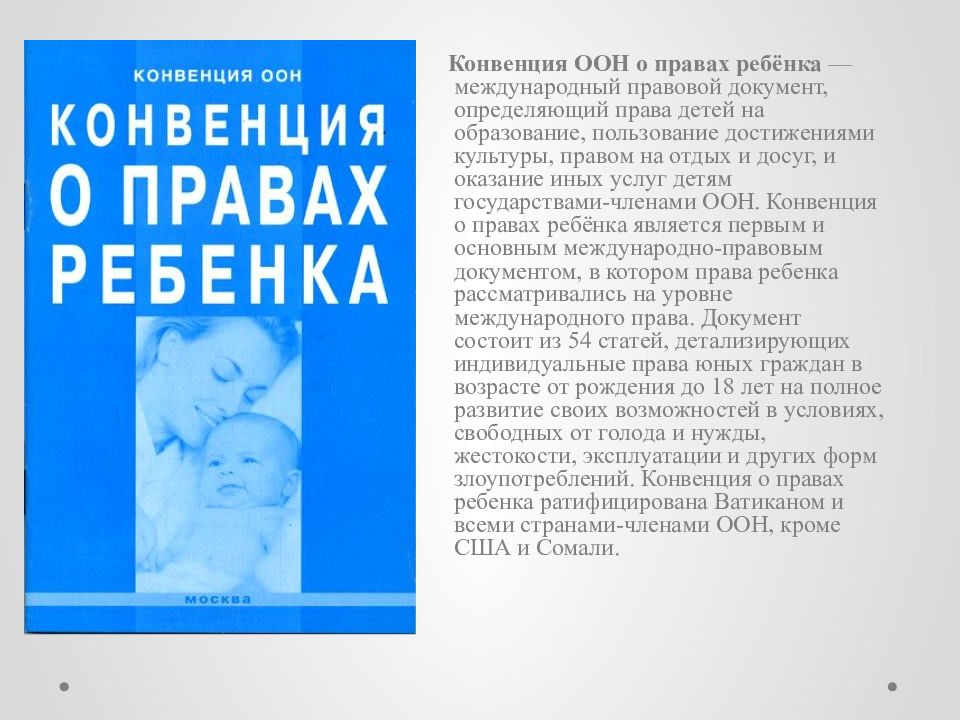 КОНВЕНЦИЯ ООН
КОНВЕНЦИЯ
О ПРАВАХ
РЕБЕНКА
МОСКВА
Конвенция ООН о правах ребёнка —
международный правовой документ,
определяющий права детей на
образование, пользование достижениями
культуры, правом на отдых и досуг, и
оказание иных услуг детям
государствами-членами ООН. Конвенция
о правах ребёнка является первым и
основным международно-правовым
документом, в котором права ребенка
рассматривались на уровне
международного права. Документ
состоит из 54 статей, детализирующих
индивидуальные права юных граждан в
возрасте от рождения до 18 лет на полное
развитие своих возможностей в условиях,
свободных от голода и нужды,
жестокости, эксплуатации и других форм
злоупотреблений. Конвенция о правах
ребенка ратифицирована Ватиканом и
всеми странами-членами ООН, кроме
США и Сомали.